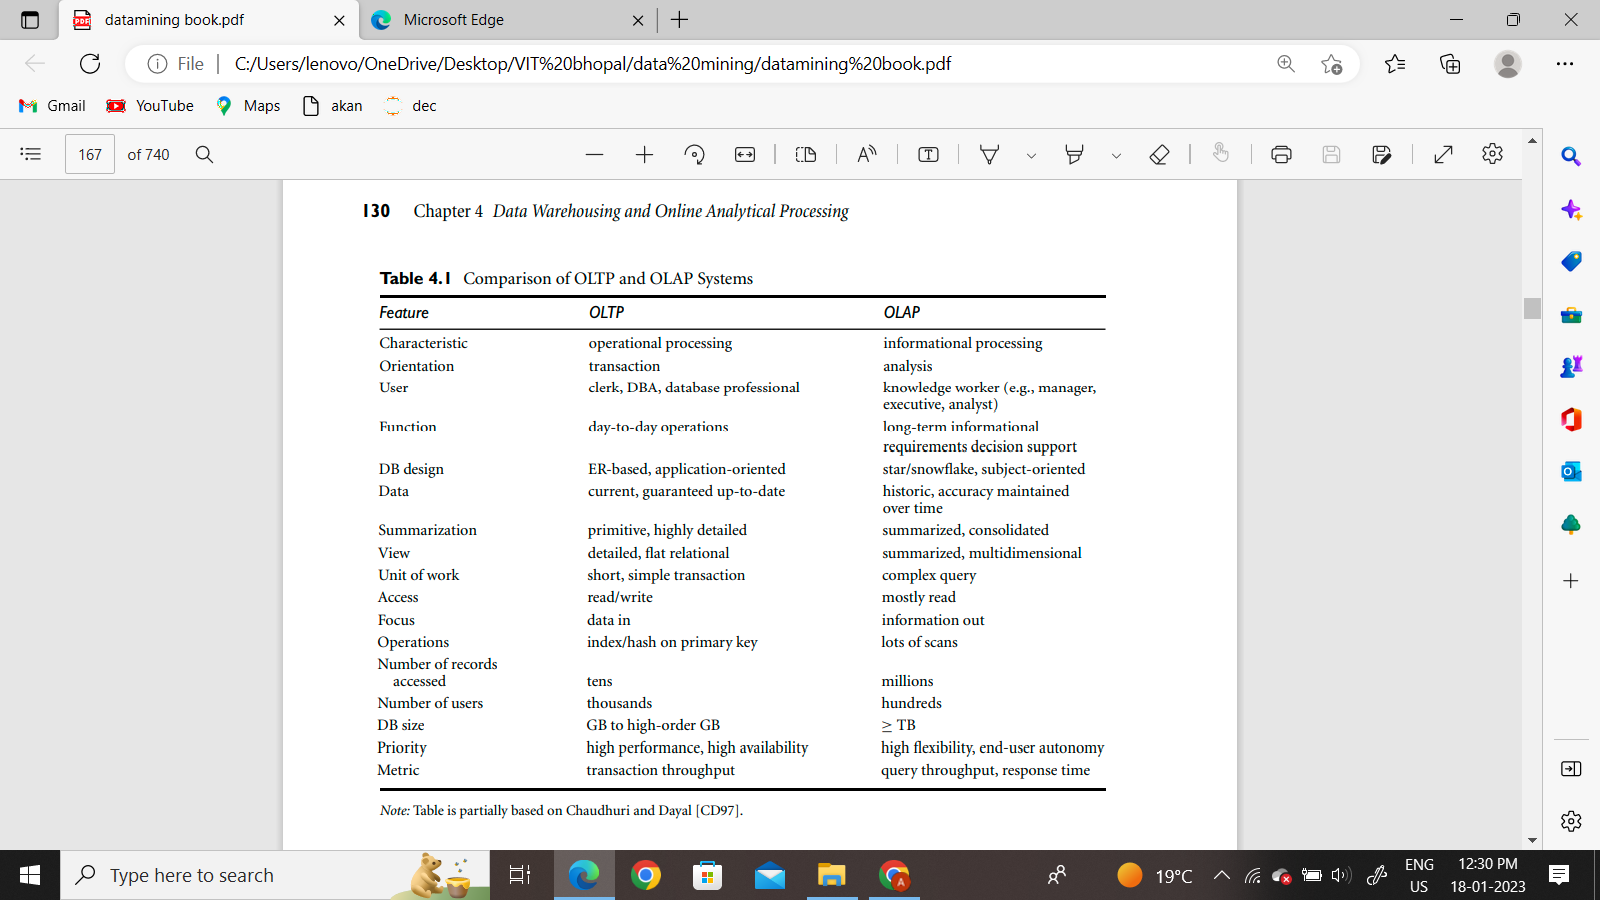 datamining book.pdf
Microsoft Edge
File C:/Users/lenovo/OneDrive/Desktop/VIT%20bhopal/data%20mining/datamining%20book.pdf
Gmail YouTube Maps akan dec
167 of 740
130 Chapter 4 Data Warehousing and Online Analytical Processing
Table 4.1 Comparison of OLTP and OLAP Systems
Feature OLTP OLAP
Characteristic operational processing informational processing
Orientation transaction analysis
User clerk, DBA, database professional knowledge worker (e.g., manager,
executive, analyst)
Function day-to-day operations long-term informational
requirements decision support
DB design ER-based, application-oriented star/snowflake, subject-oriented
Data current, guaranteed up-to-date historic, accuracy maintained
over time
Summarization primitive, highly detailed summarized, consolidated
View detailed, flat relational summarized, multidimensional
Unit of work short, simple transaction complex query
Access read/write mostly read
Focus data in information out
Operations index/hash on primary key lots of scans
Number of records
accessed tens millions
Number of users thousands hundreds
DB size GB to high-order GB ≥ TB
Priority high performance, high availability high flexibility, end-user autonomy
Metric transaction throughput query throughput, response time
Note: Table is partially based on Chaudhuri and Dayal [CD97].
Type here to search
19°C
ENG
US
12:30 PM
18-01-2023